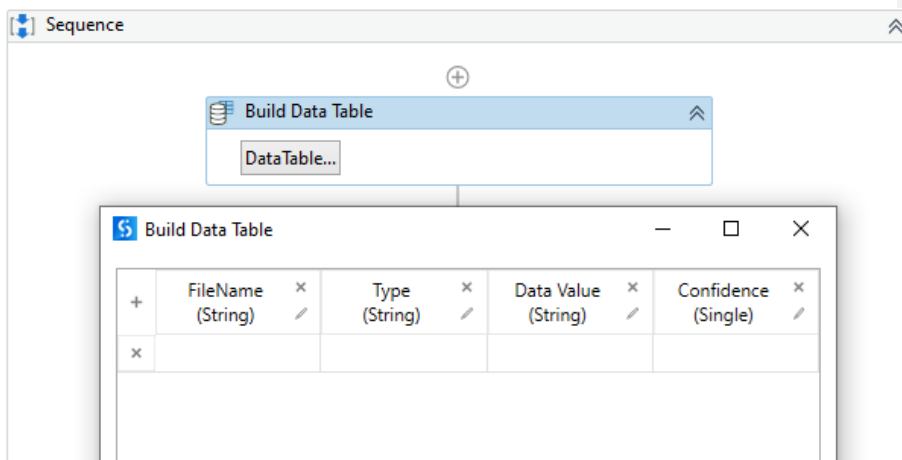 Sequence
Build Data Table
DataTable...
Build Data Table
FileName
(String)
Type
(String)
Data Value
(String)
Confidence
(Single)